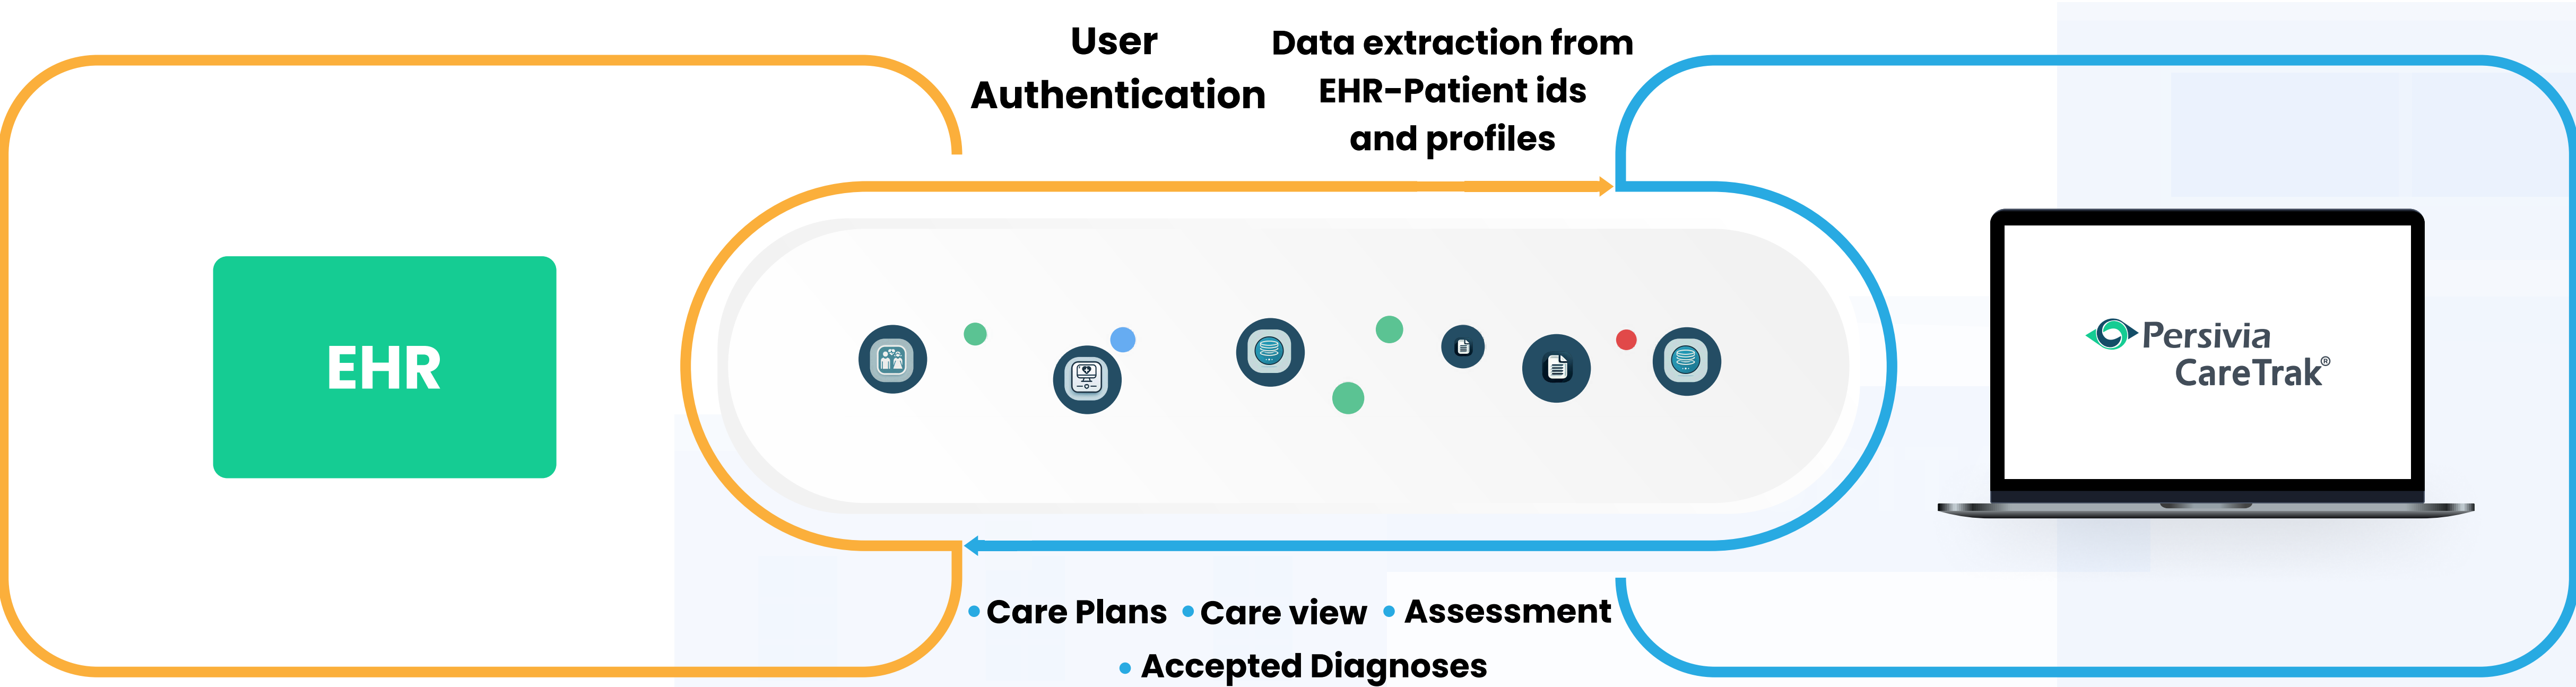 User
Authentication
Data extraction from
EHR-Patient ids
and profiles
EHR
Persivia
CareTrak®
• Care Plans • Care view • Assessment
• Accepted Diagnoses